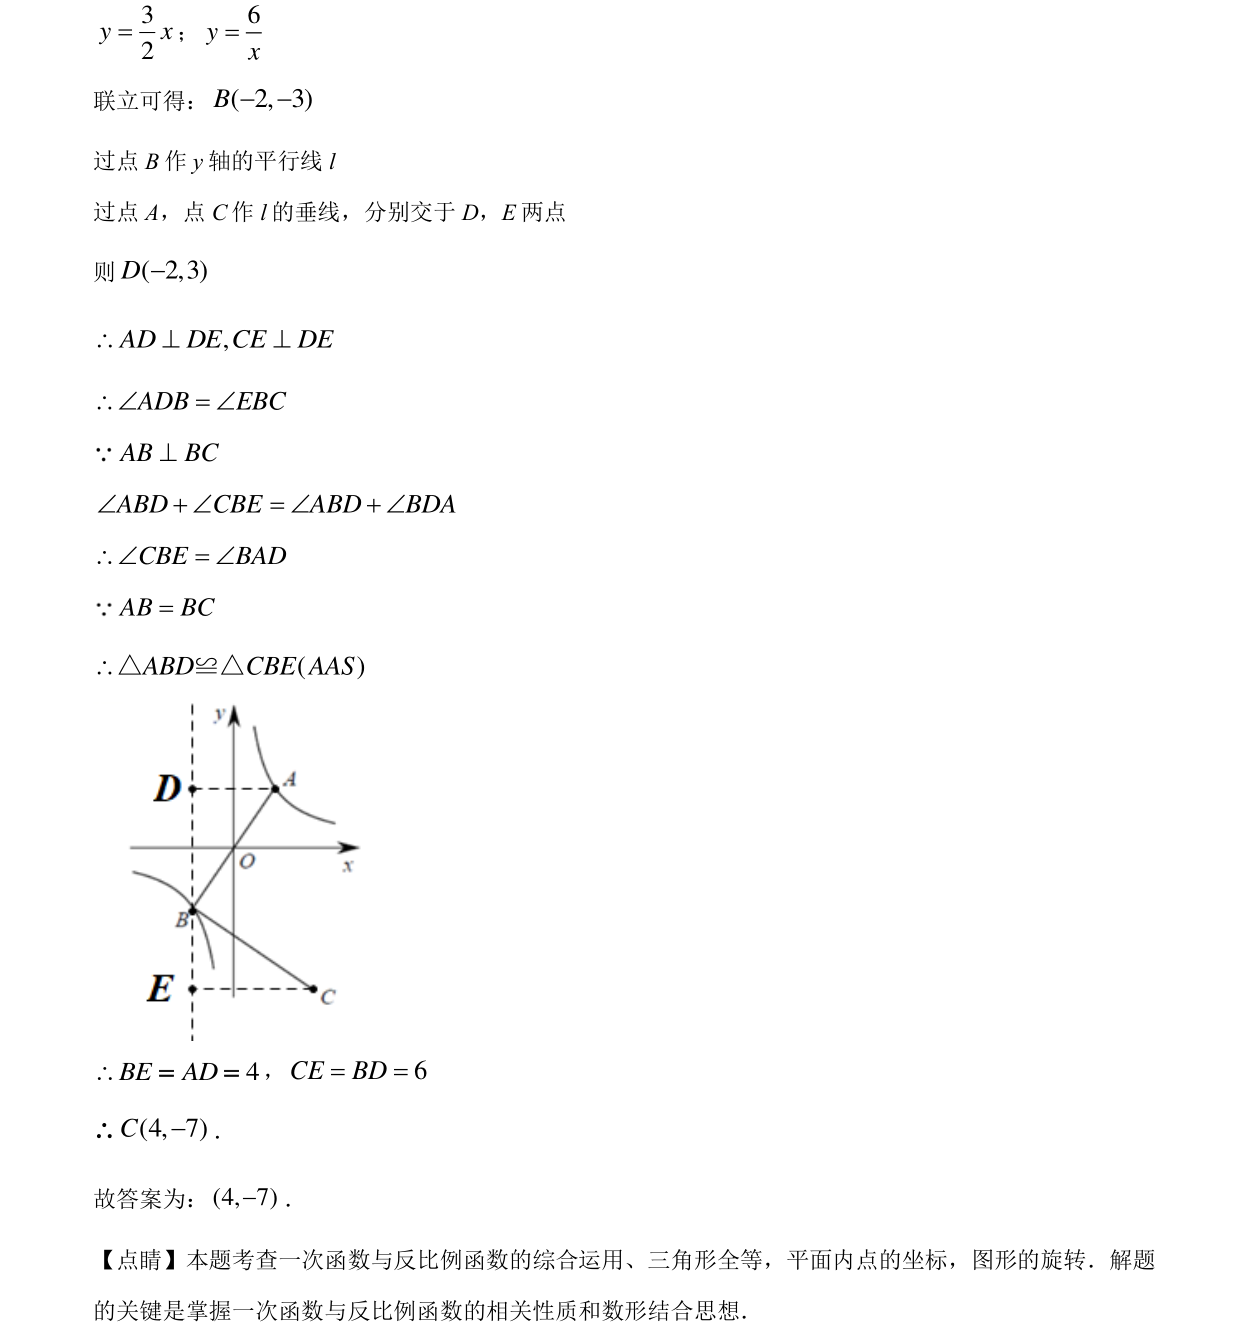 y = 3/2 x；y = 6/x
联立可得：B(−2,−3)
过点 B 作 y 轴的平行线 l
过点 A，点 C 作 l 的垂线，分别交于 D，E 两点
则 D(−2,3)
∴ AD ⊥ DE, CE ⊥ DE
∴ ∠ADB = ∠EBC
∵ AB ⊥ BC
∠ABD + ∠CBE = ∠ABD + ∠BDA
∴ ∠CBE = ∠BAD
∵ AB = BC
∴ △ABD≌△CBE(AAS)
y
D
A
O
x
B
E
C
∴ BE = AD = 4，CE = BD = 6
∴ C(4,−7)．
故答案为：(4,−7)．
【点睛】本题考查一次函数与反比例函数的综合运用、三角形全等，平面内点的坐标，图形的旋转．解题
的关键是掌握一次函数与反比例函数的相关性质和数形结合思想．